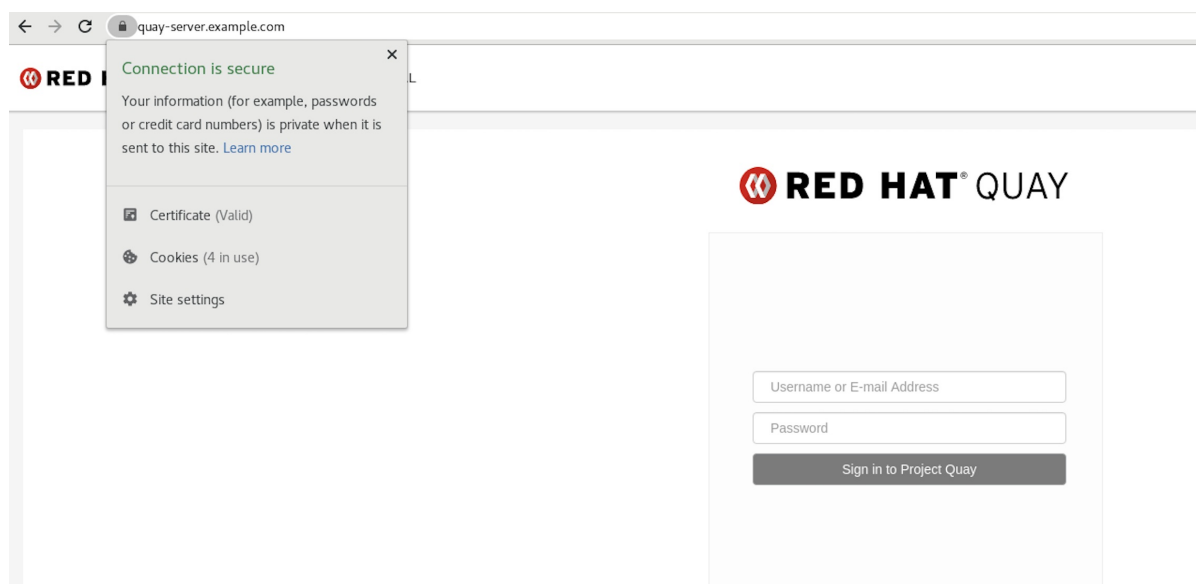 quay-server.example.com
RED
L
Connection is secure
Your information (for example, passwords
or credit card numbers) is private when it is
sent to this site. Learn more
Certificate (Valid)
Cookies (4 in use)
Site settings
RED HAT® QUAY
Username or E-mail Address
Password
Sign in to Project Quay